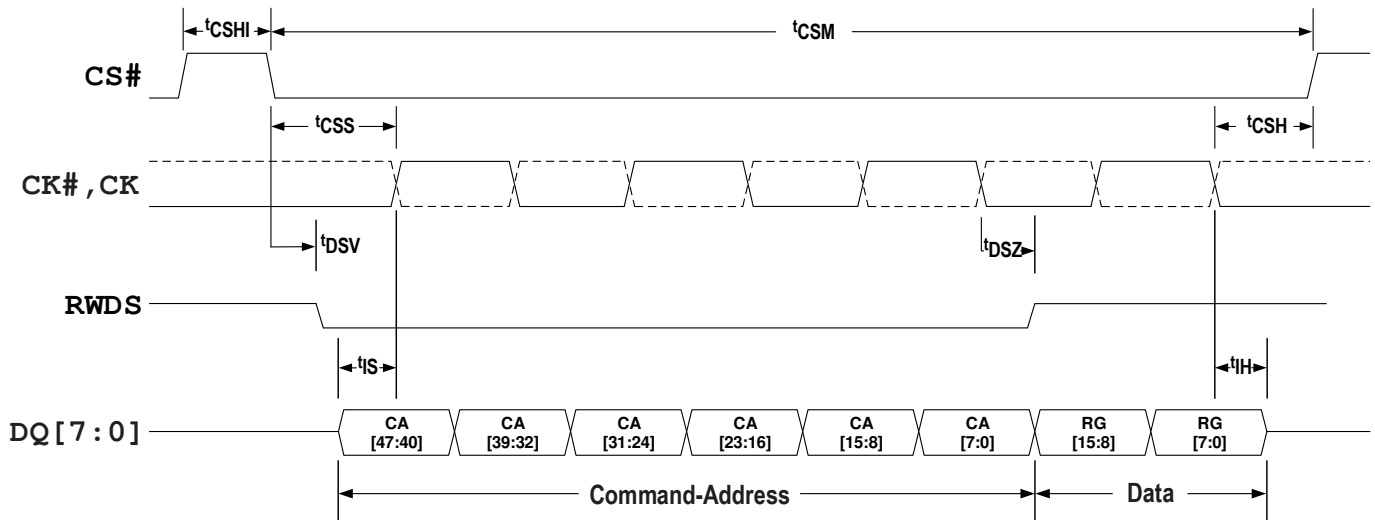 tCSHI
tCSM
CS#
tCSS
tCSH
CK#,CK
tDSV
tDSZ
RWDS
tIS
tIH
DQ[7:0]
CA [47:40]
CA [39:32]
CA [31:24]
CA [23:16]
CA [15:8]
CA [7:0]
RG [15:8]
RG [7:0]
Command-Address
Data